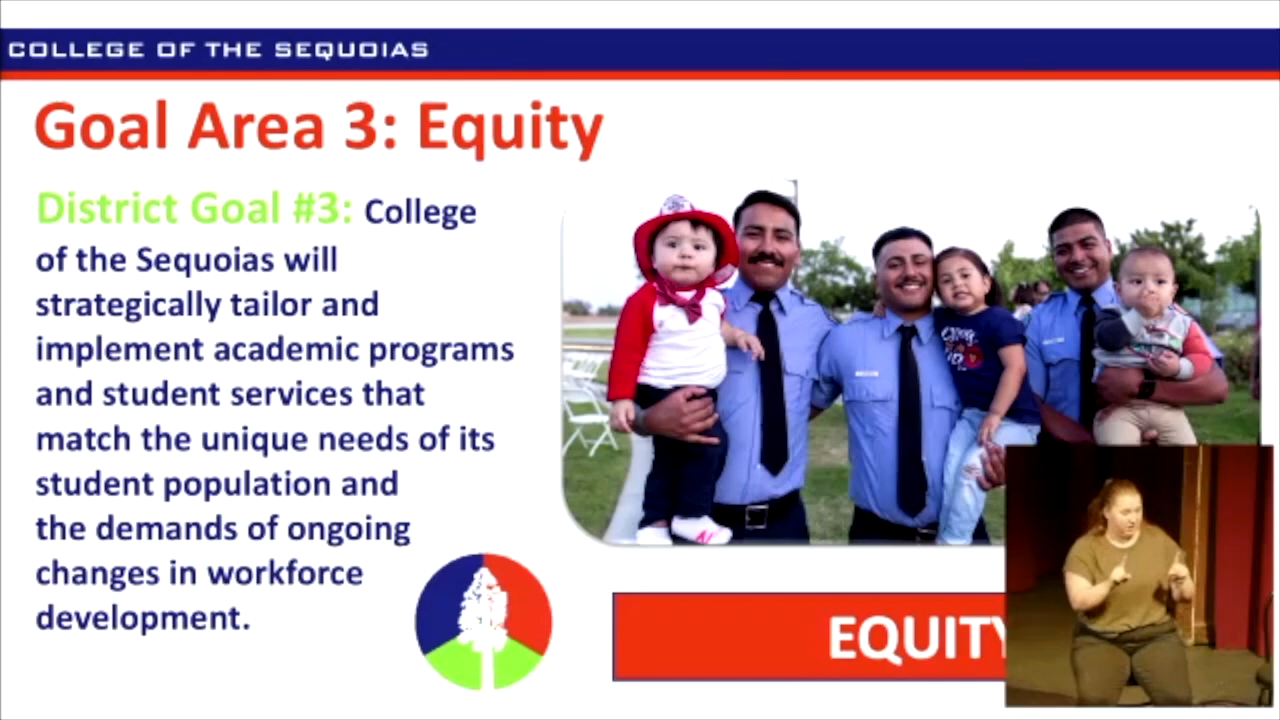 COLLEGE OF THE SEQUOIAS
Goal Area 3: Equity
District Goal #3: College
of the Sequoias will
strategically tailor and
implement academic programs
and student services that
match the unique needs of its
student population and
the demands of ongoing
changes in workforce
development.
EQUITY